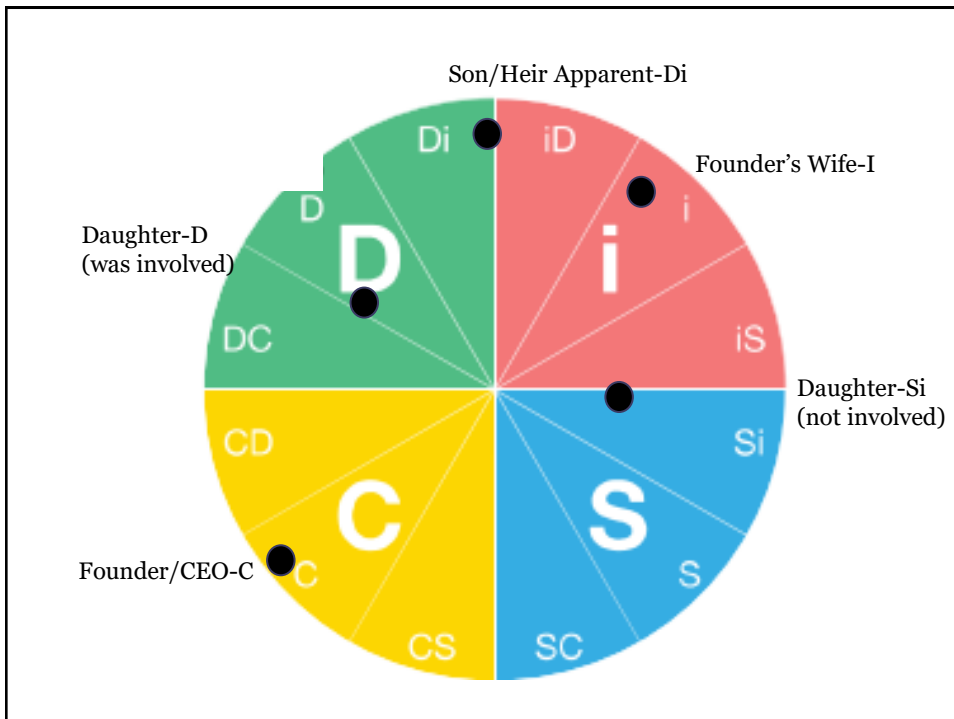 Son/Heir Apparent-Di
Di
iD
Founder's Wife-I
D
i
Daughter-D
(was involved)
D
i
DC
iS
Daughter-Si
(not involved)
CD
Si
C
S
Founder/CEO-C
C
S
CS
SC